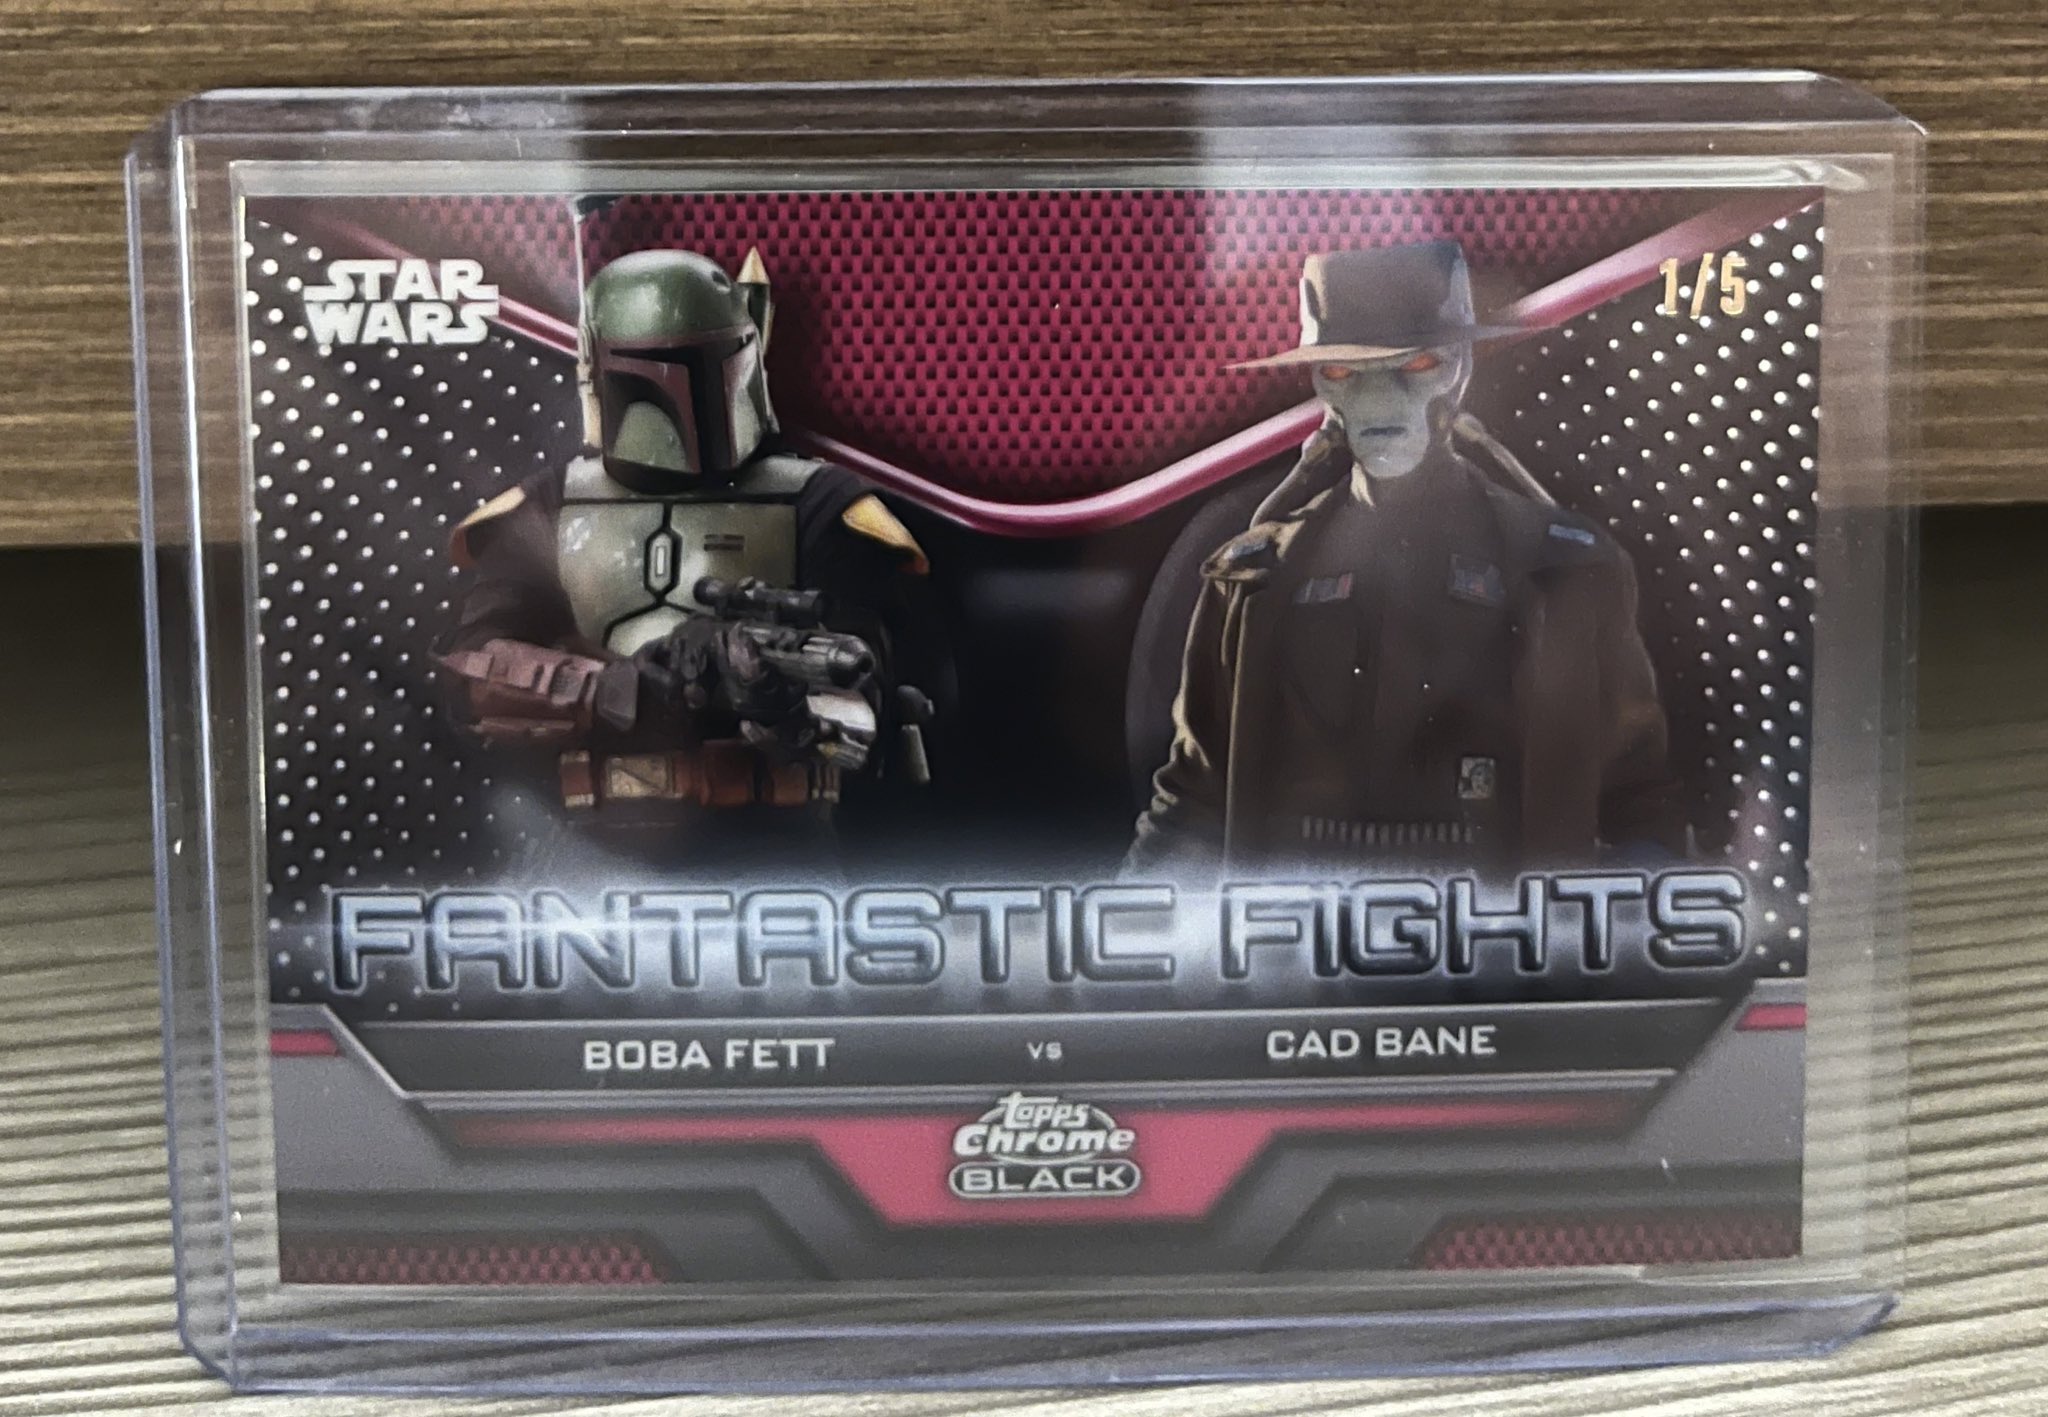 STAR
WARS
1/5
FANTASTIC FIGHTS
BOBA FETT vs CAD BANE
topps
Chrome
BLACK